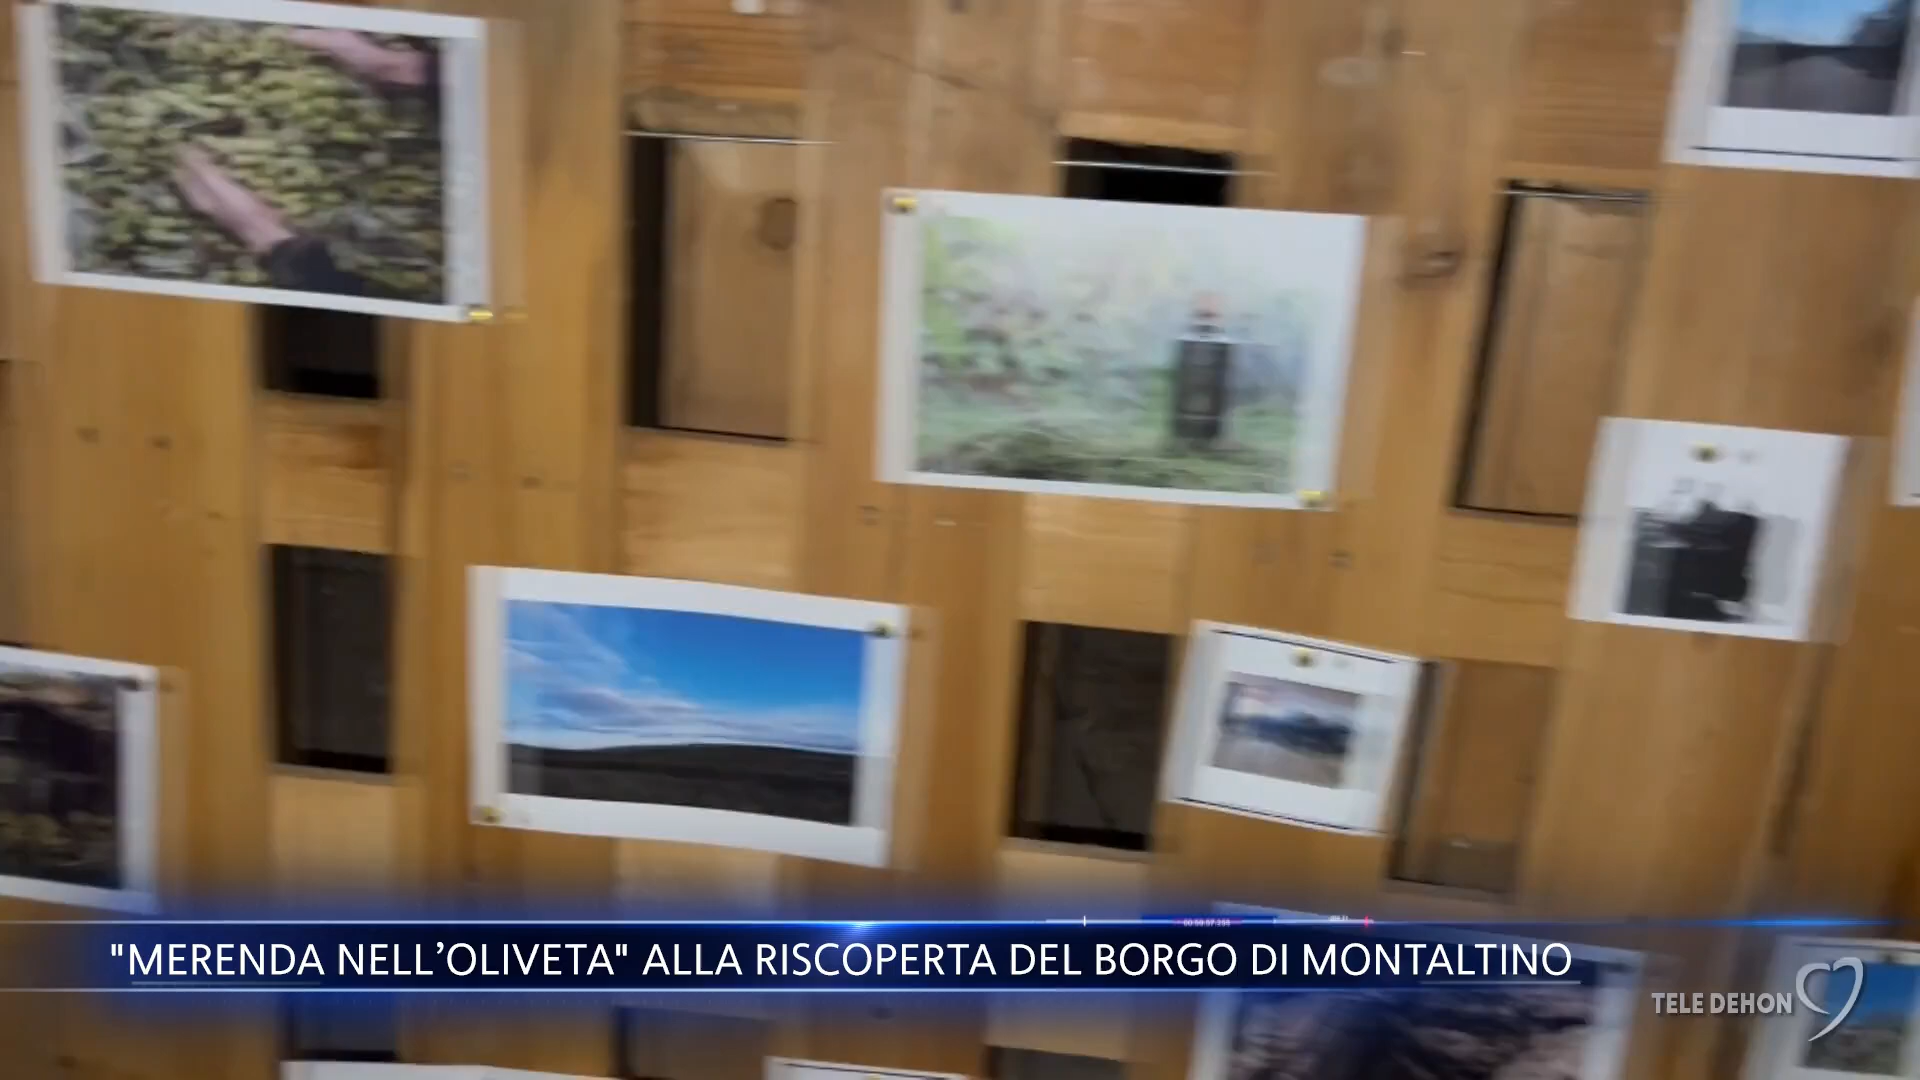 "MERENDA NELL’OLIVETA" ALLA RISCOPERTA DEL BORGO DI MONTALTINO
TELE DEHON